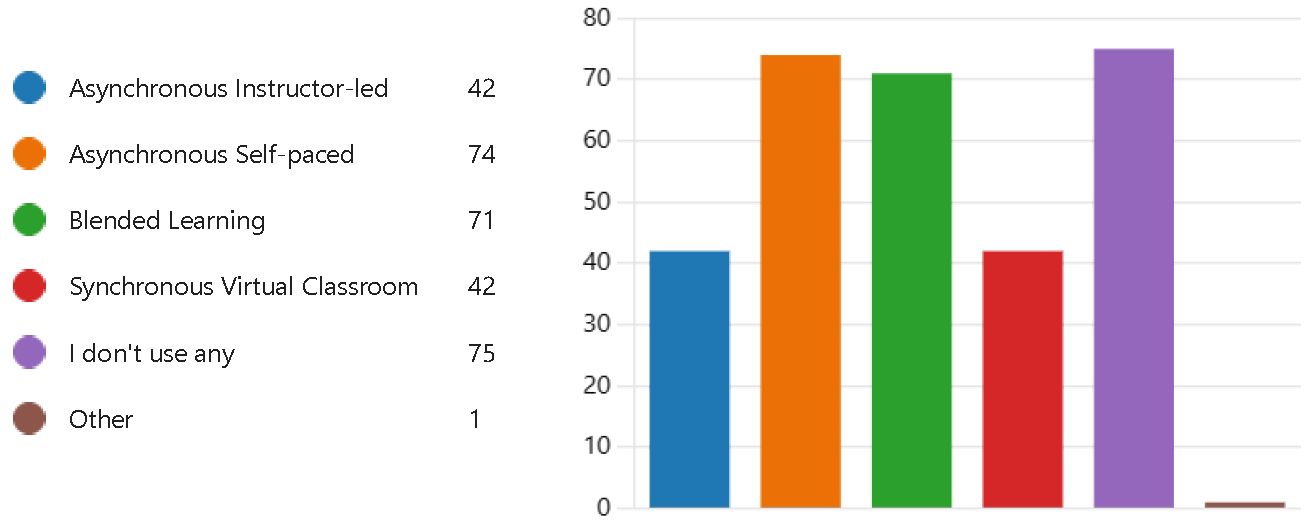 Asynchronous Instructor-led 42
Asynchronous Self-paced 74
Blended Learning 71
Synchronous Virtual Classroom 42
I don't use any 75
Other 1
80
70
60
50
40
30
20
10
0